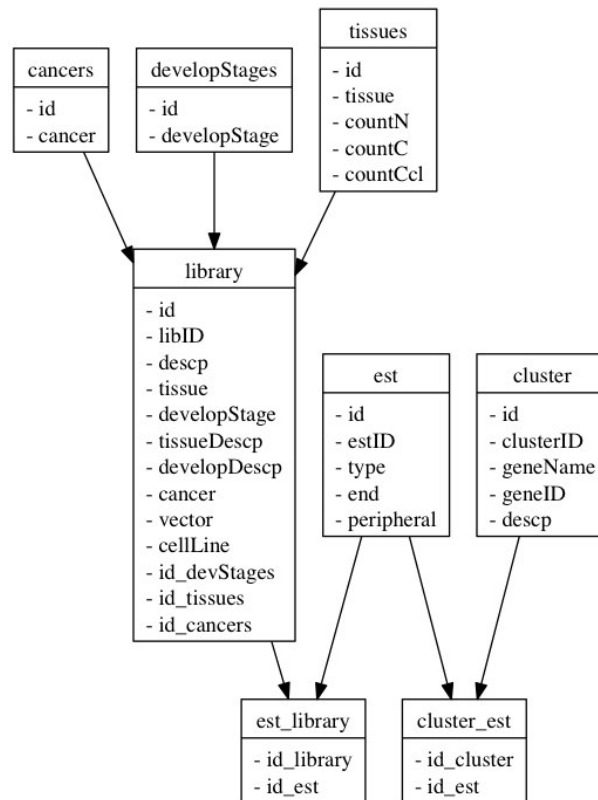 cancers
- id
- cancer
developStages
- id
- developStage
tissues
- id
- tissue
- countN
- countC
- countCcl
library
- id
- libID
- descp
- tissue
- developStage
- tissueDescp
- developDescp
- cancer
- vector
- cellLine
- id_devStages
- id_tissues
- id_cancers
est
- id
- estID
- type
- end
- peripheral
cluster
- id
- clusterID
- geneName
- geneID
- descp
est_library
- id_library
- id_est
cluster_est
- id_cluster
- id_est